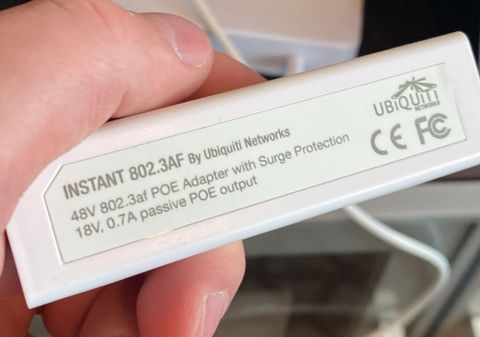 INSTANT 802.3AF By Ubiquiti Networks
48V 802.3af POE Adapter with Surge Protection
18V, 0.7A passive POE output
UBiQUiTi
NETWORKS
CE FC